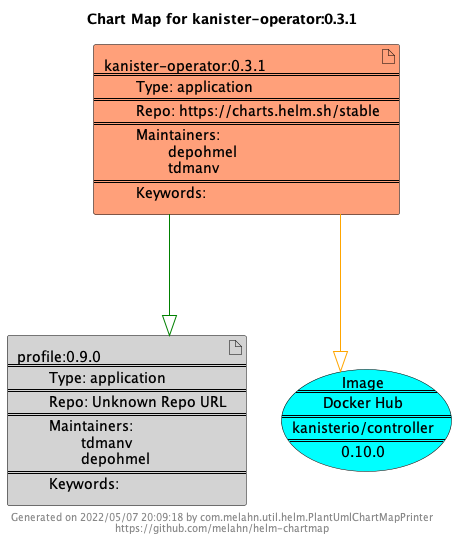 Chart Map for kanister-operator:0.3.1
kanister-operator:0.3.1
Type: application
Repo: https://charts.helm.sh/stable
Maintainers:
depohmel
tdmanv
Keywords:
profile:0.9.0
Type: application
Repo: Unknown Repo URL
Maintainers:
tdmanv
depohmel
Keywords:
Image
Docker Hub
kanisterio/controller
0.10.0
Generated on 2022/05/07 20:09:18 by com.melahn.util.helm.PlantUmlChartMapPrinter
https://github.com/melahn/helm-chartmap